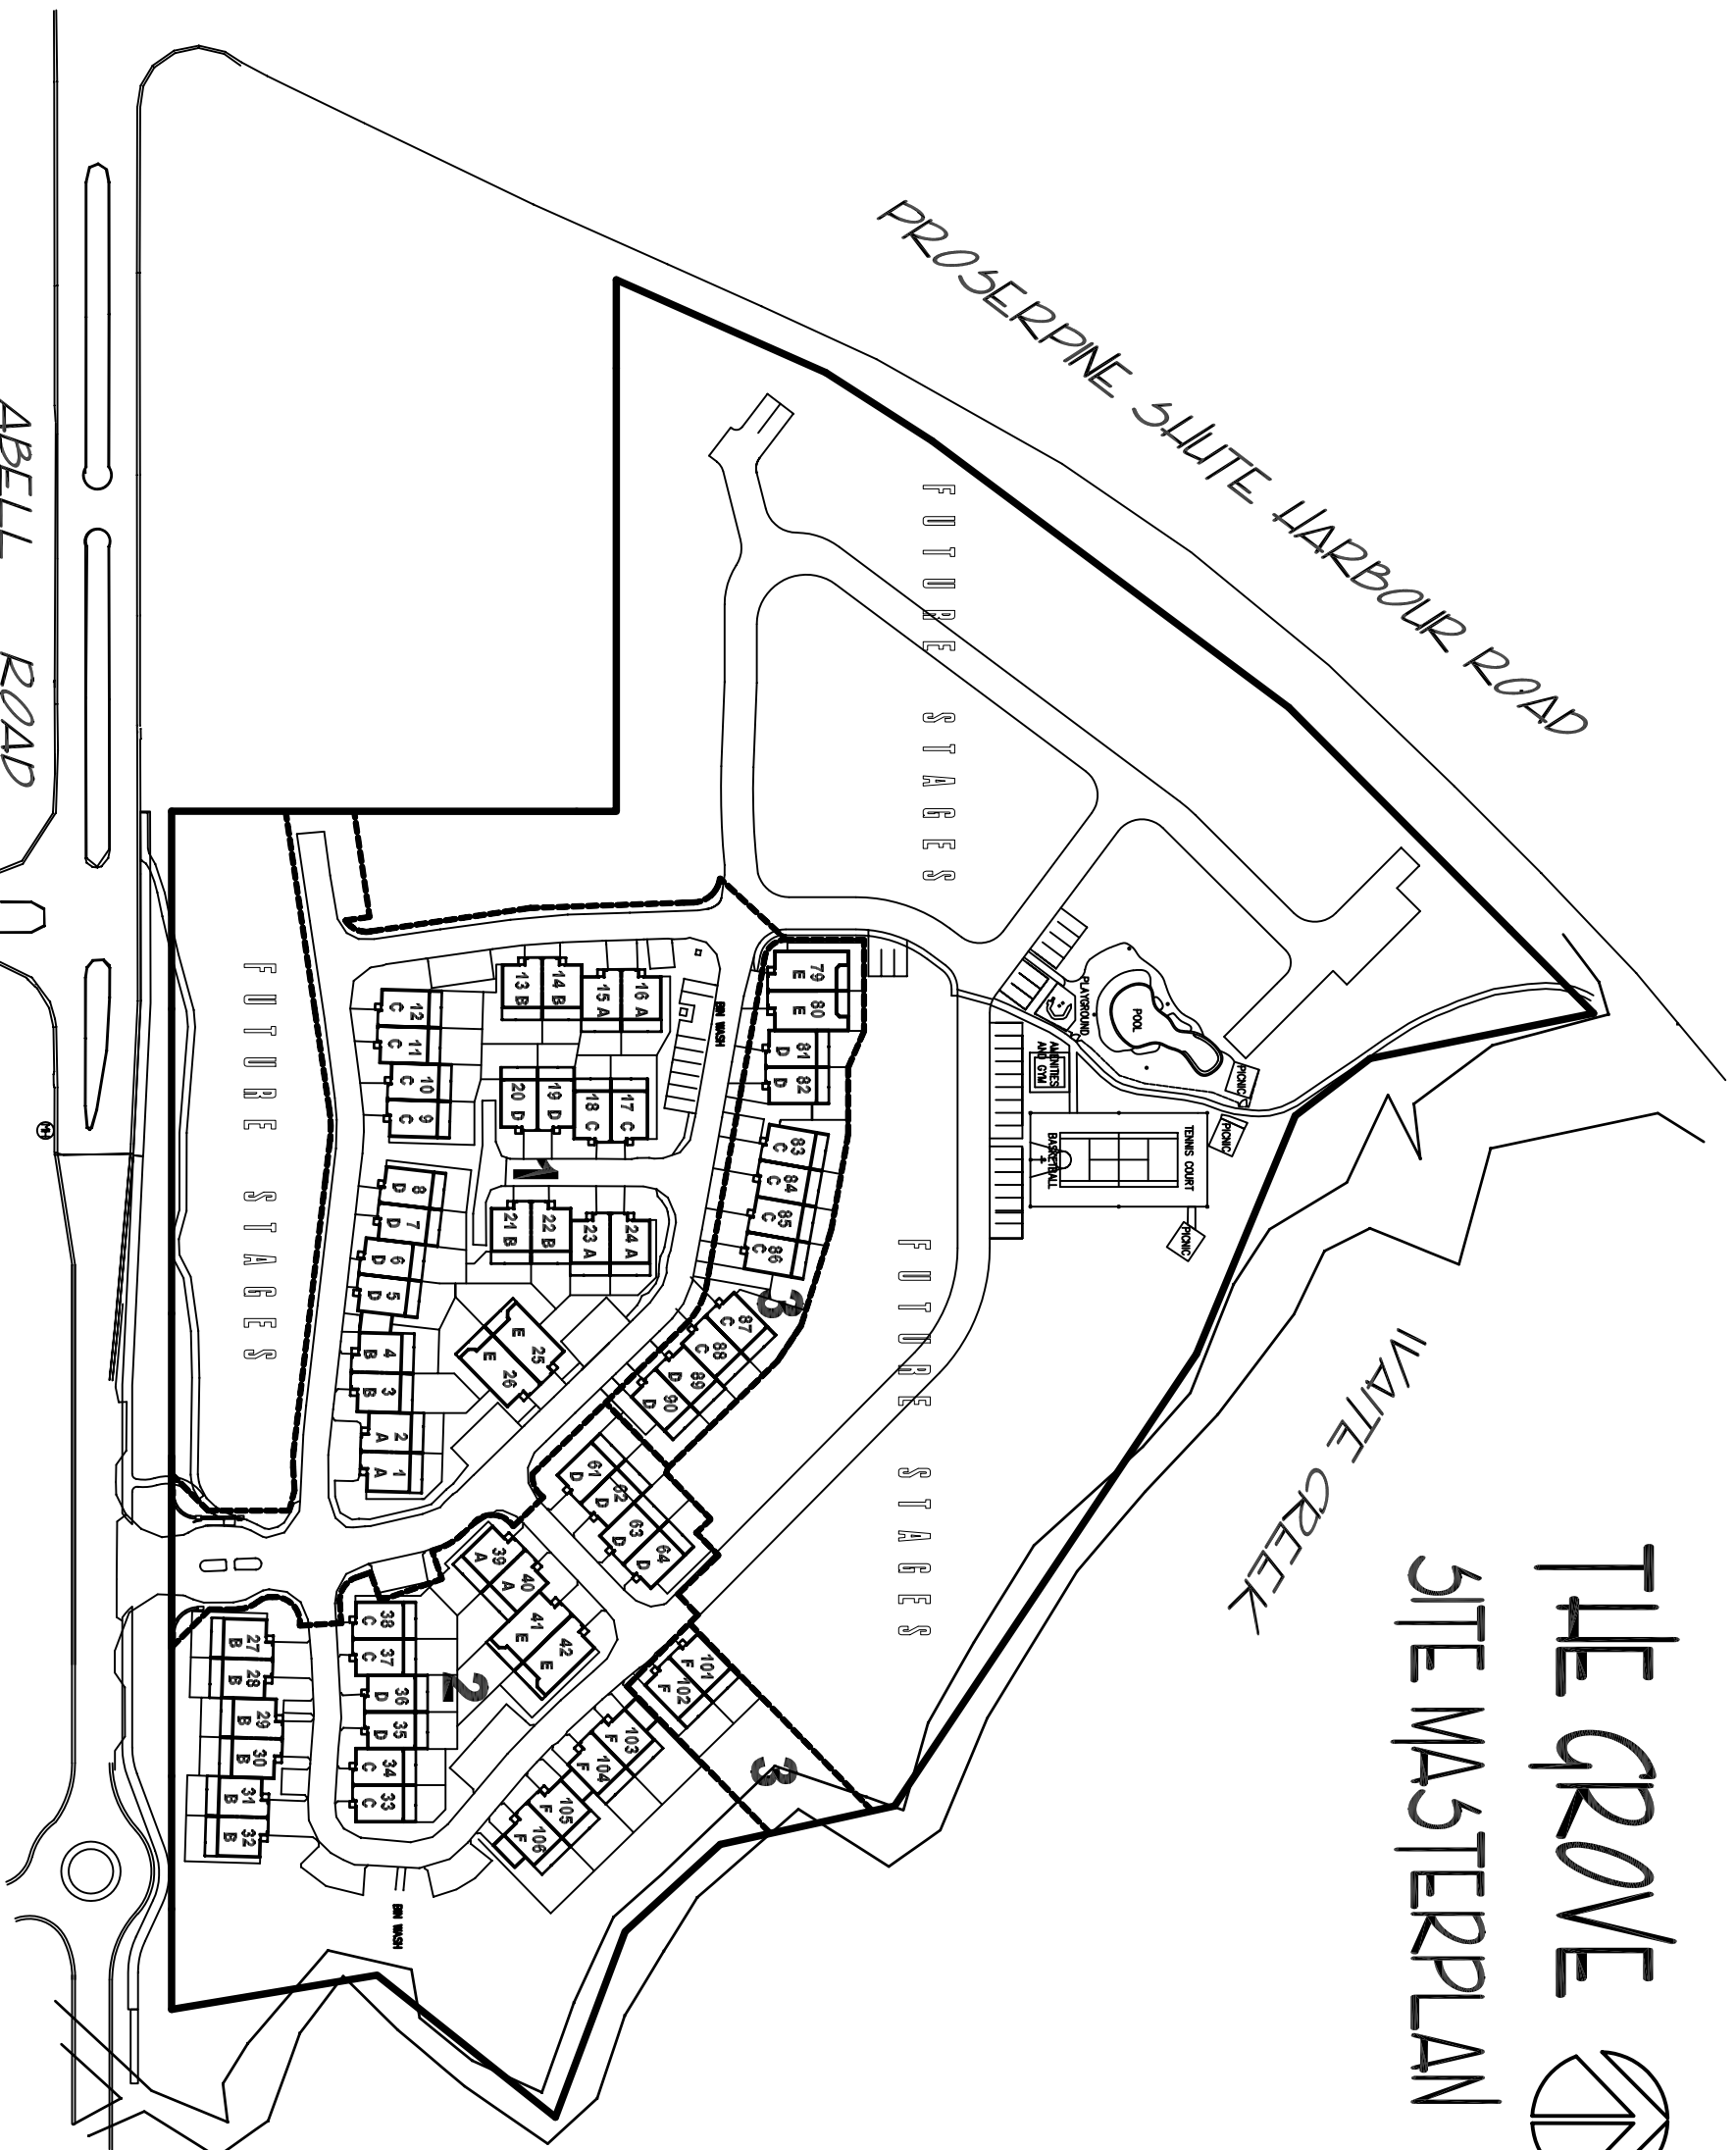 THE GROVE
SITE MASTERPLAN
PROSERPINE SHUTE HARBOUR ROAD
WAITE CREEK
ABELL ROAD
FUTURE STAGES
FUTURE STAGES
FUTURE STAGES
PICNIC
PICNIC
PICNIC
POOL
PLAYGROUND
AMENITIES
AND GYM
TENNIS COURT
BASKETBALL
BIN WASH
BIN WASH
1
2
3
3
79 E
80 E
81 D
82 D
83 C
84 C
85 C
86 C
87 C
88 C
89 D
90 D
61 D
62 D
63 D
64 D
101 F
102 F
103 F
104 F
105 F
106 F
16 A
15 A
14 B
13 B
17 C
18 C
19 D
20 D
24 A
23 A
22 B
21 B
25 E
26 E
12 C
11 C
10 C
9 C
8 D
7 D
6 D
5 D
4 B
3 B
2 A
1 A
39 A
40 A
41 E
42 E
38 C
37 C
36 D
35 D
34 C
33 C
27 B
28 B
29 B
30 B
31 B
32 B